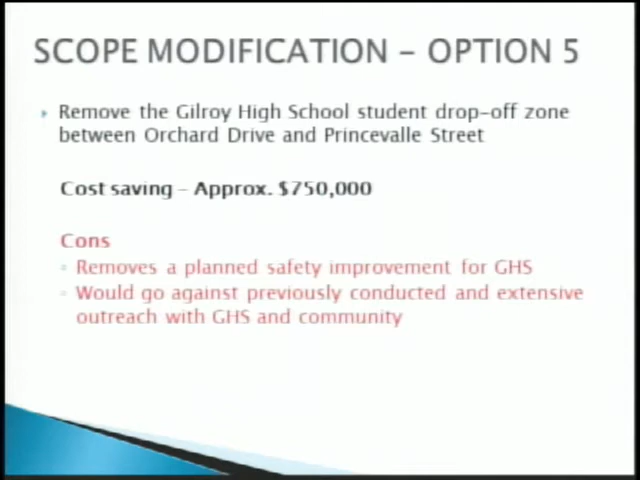 SCOPE MODIFICATION – OPTION 5
Remove the Gilroy High School student drop-off zone
between Orchard Drive and Princevalle Street
Cost saving – Approx. $750,000
Cons
Removes a planned safety improvement for GHS
Would go against previously conducted and extensive
outreach with GHS and community